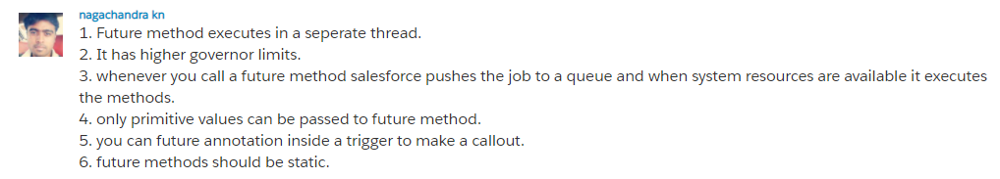 nagachandra kn
1. Future method executes in a seperate thread.
2. It has higher governor limits.
3. whenever you call a future method salesforce pushes the job to a queue and when system resources are available it executes
the methods.
4. only primitive values can be passed to future method.
5. you can future annotation inside a trigger to make a callout.
6. future methods should be static.